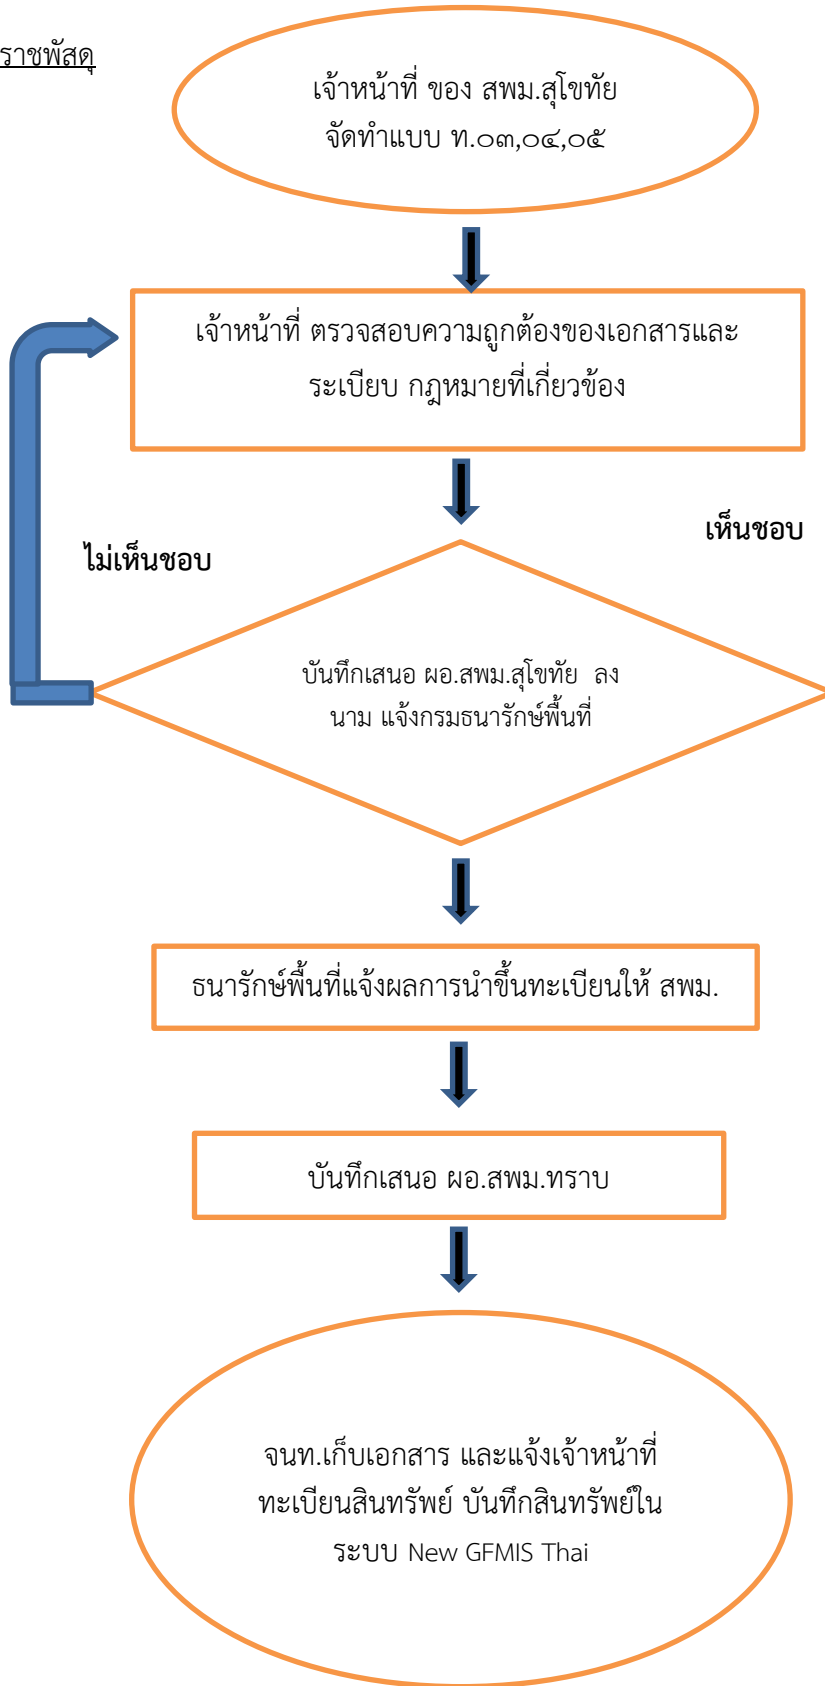 ราชพัสดุ
เจ้าหน้าที่ ของ สพม.สุโขทัย
จัดทำแบบ ท.๐๓,๐๔,๐๕
เจ้าหน้าที่ ตรวจสอบความถูกต้องของเอกสารและ
ระเบียบ กฎหมายที่เกี่ยวข้อง
เห็นชอบ
ไม่เห็นชอบ
บันทึกเสนอ ผอ.สพม.สุโขทัย ลง
นาม แจ้งกรมธนารักษ์พื้นที่
ธนารักษ์พื้นที่แจ้งผลการนำขึ้นทะเบียนให้ สพม.
บันทึกเสนอ ผอ.สพม.ทราบ
จนท.เก็บเอกสาร และแจ้งเจ้าหน้าที่
ทะเบียนสินทรัพย์ บันทึกสินทรัพย์ใน
ระบบ New GFMIS Thai